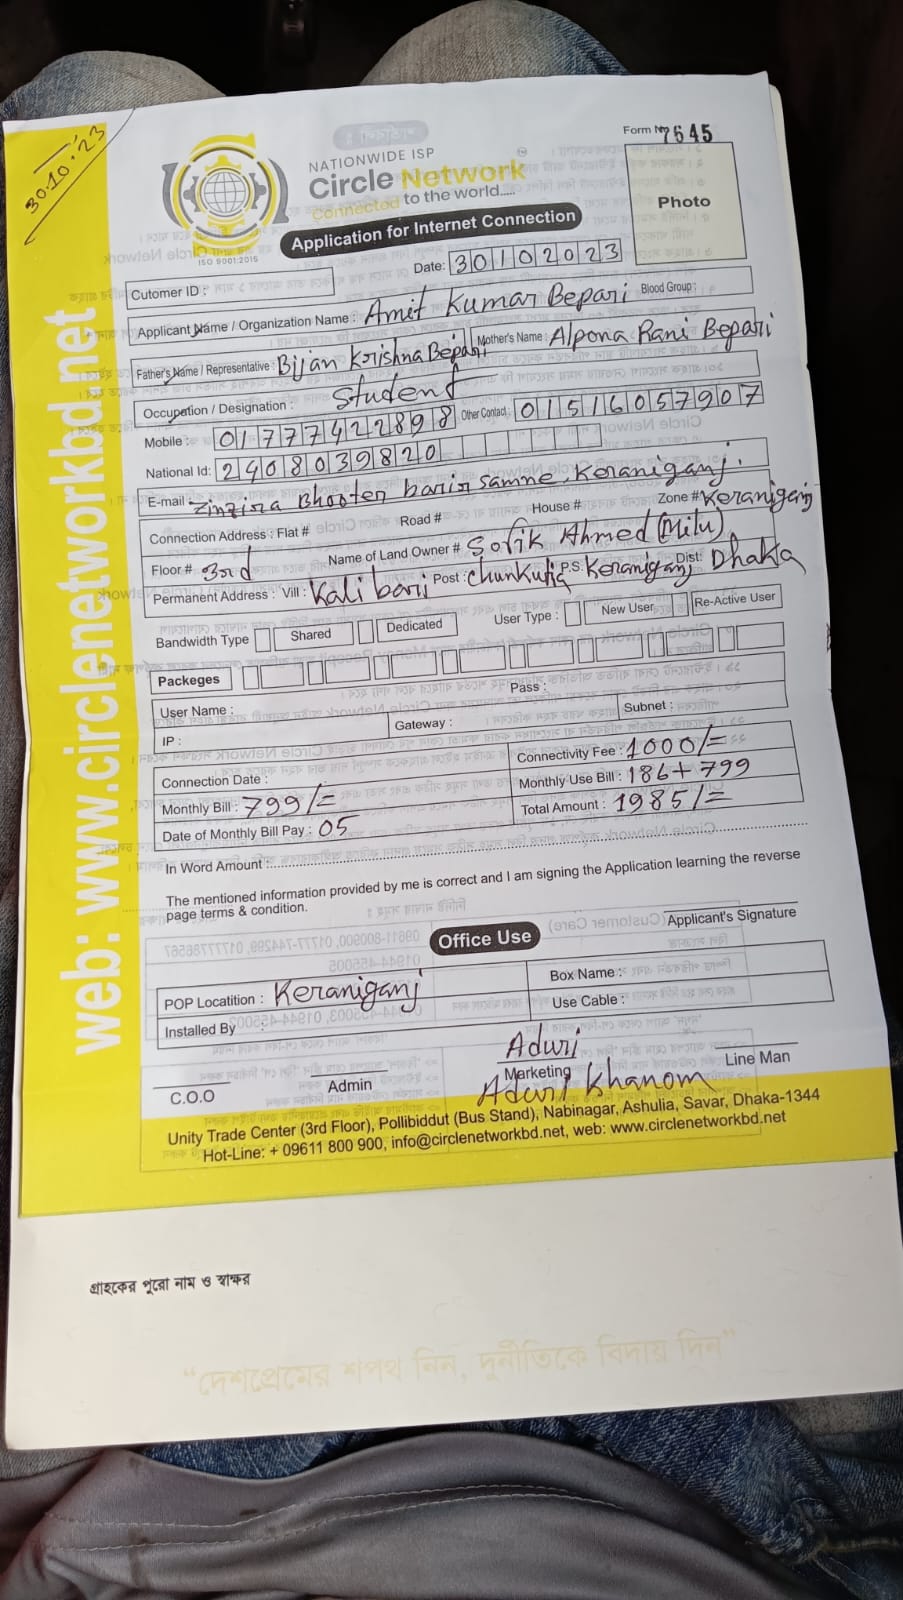 30.10.'23
Form № 7645
NATIONWIDE ISP
Circle Network™
Connected to the world.....
ISO 9001:2015
Application for Internet Connection
Photo
Date: 30102023
Cutomer ID :
Applicant Name / Organization Name : Amit Kumar Bepari Blood Group :
Father's Name / Representative : Bijan Krishna Bepari Mother's Name : Alpona Rani Bepari
Occupation / Designation : Student
Mobile : 01777422898 Other Contact : 01516057907
National Id: 2408039820
E-mail : Zinzira Bhooter barir samne, Keraniganj.
Connection Address : Flat # Road # House # Zone # Keraniganj
Floor # 3rd Name of Land Owner # Sofik Ahmed (Milu)
Permanent Address : Vill : Kali bari Post : Chunkutia P.S: Keraniganj Dist: Dhaka
Bandwidth Type Shared Dedicated User Type : New User Re-Active User
Packeges
User Name : Pass :
IP : Gateway : Subnet :
Connection Date : Connectivity Fee : 1000/=
Monthly Bill : 799/= Monthly Use Bill : 186+799
Date of Monthly Bill Pay : 05 Total Amount : 1985/=
In Word Amount :
The mentioned information provided by me is correct and I am signing the Application learning the reverse
page terms & condition.
Applicant's Signature
Office Use
POP Locatition : Keraniganj Box Name :
Installed By : Use Cable :
Aduri
C.O.O Admin Merketing Line Man
Aduri Khanom
Unity Trade Center (3rd Floor), Pollibiddut (Bus Stand), Nabinagar, Ashulia, Savar, Dhaka-1344
Hot-Line: + 09611 800 900, info@circlenetworkbd.net, web: www.circlenetworkbd.net
web: www.circlenetworkbd.net
গ্রাহকের পুরো নাম ও স্বাক্ষর
“দেশপ্রেমের শপথ নিন, দুর্নীতিকে বিদায় দিন”